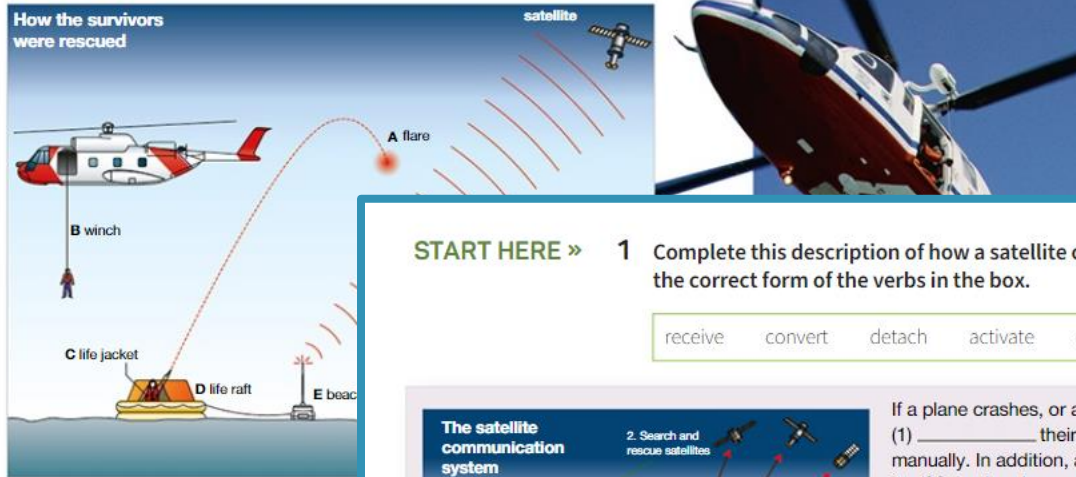 How the survivors
were rescued
satellite
A flare
B winch
C life jacket
D life raft
E
START HERE » 1 Complete this description of how a satellite
the correct form of the verbs in the box.
receive convert detach activate
The satellite
communication
system
2. Search and
rescue satellites
If a plane crashes, or
(1) ____________ their
manually. In addition,